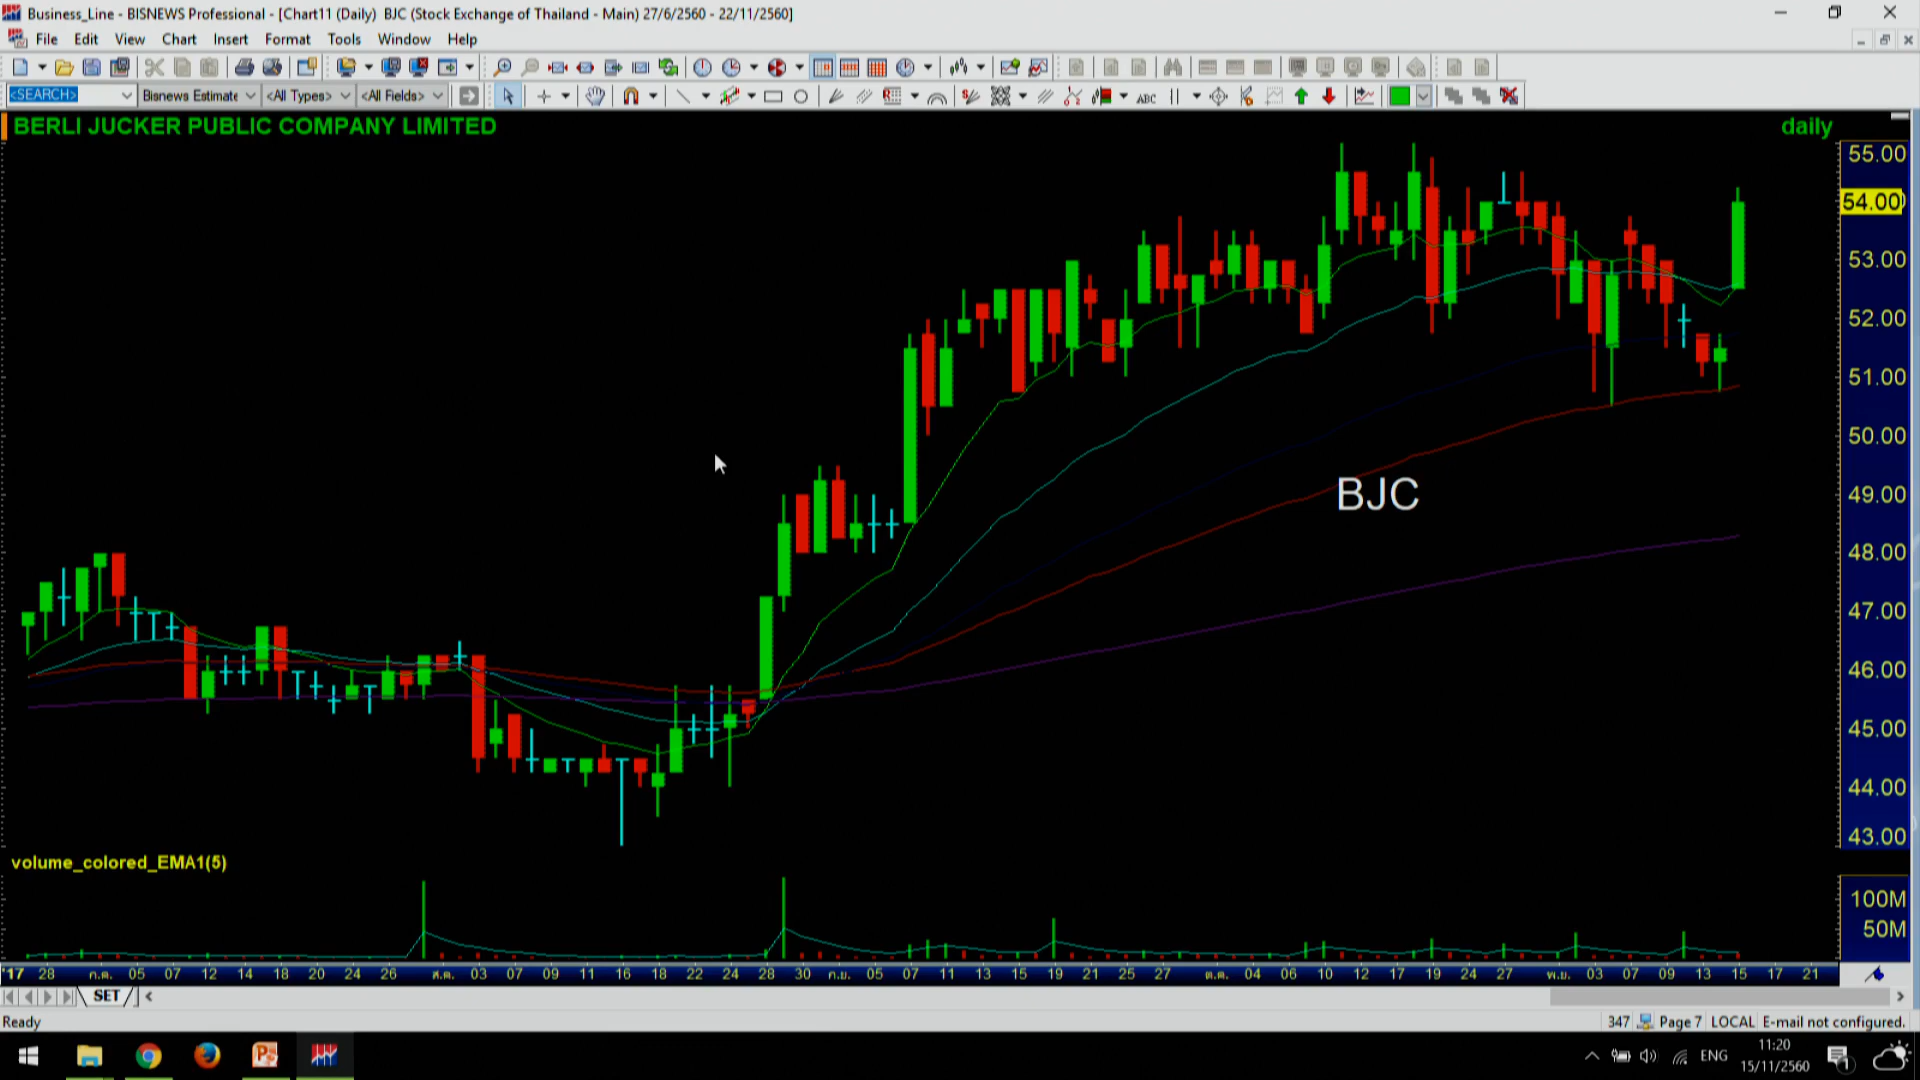 Business_Line - BISNEWS Professional - [Chart11 (Daily)  BJC (Stock Exchange of Thailand - Main) 27/6/2560 - 22/11/2560]
File Edit View Chart Insert Format Tools Window Help
<SEARCH> Bisnews Estimate <All Types> <All Fields> ABC
BERLI JUCKER PUBLIC COMPANY LIMITED
daily
55.00
54.00
53.00
52.00
51.00
50.00
49.00
48.00
47.00
46.00
45.00
44.00
43.00
BJC
volume_colored_EMA1(5)
100M
50M
'17 28 ก.ค. 05 07 12 14 18 20 24 26 ส.ค. 03 07 09 11 16 18 22 24 28 30 ก.ย. 05 07 11 13 15 19 21 25 27 ต.ค. 04 06 10 12 17 19 24 27 พ.ย. 03 07 09 13 15 17 21
SET
Ready
347 Page 7 LOCAL E-mail not configured.
ENG
11:20
15/11/2560
1